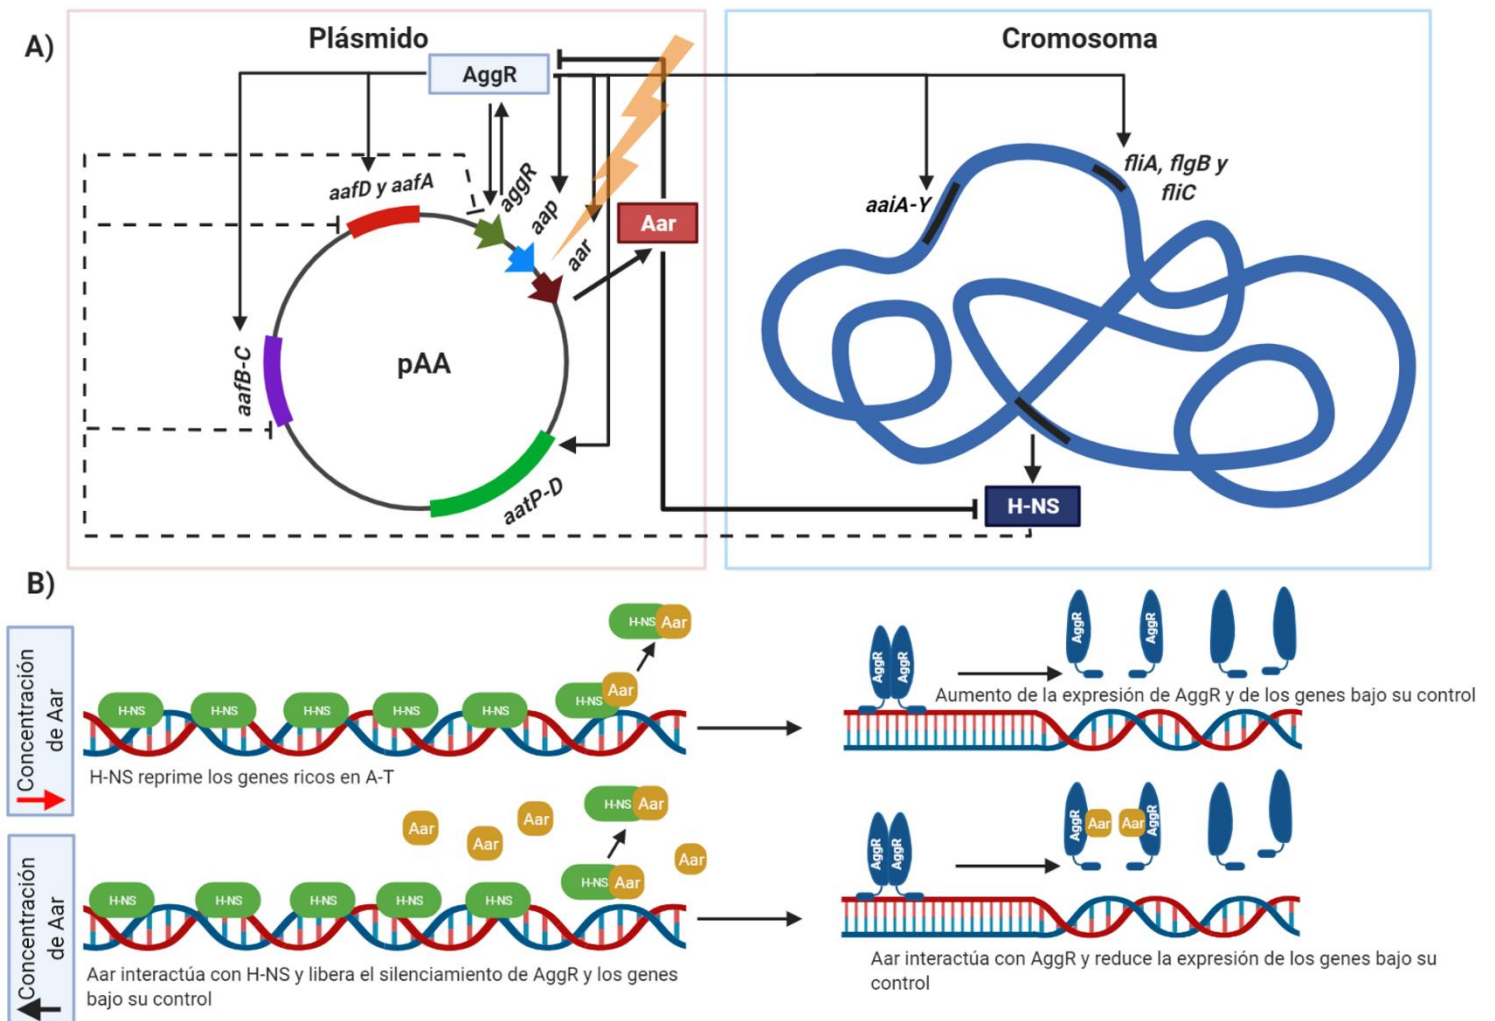 A)
Plásmido
Cromosoma
AggR
aafD y aafA
aggR
aap
aar
Aar
aaiA-Y
fliA, flgB y
fliC
pAA
aafB-C
aatP-D
H-NS
B)
Concentración
de Aar
H-NS
H-NS
H-NS
H-NS
H-NS
H-NS
Aar
H-NS
Aar
H-NS reprime los genes ricos en A-T
AggR
AggR
AggR
AggR
Aumento de la expresión de AggR y de los genes bajo su control
Concentración
de Aar
Aar
Aar
Aar
Aar
H-NS
Aar
H-NS
Aar
H-NS
H-NS
H-NS
H-NS
H-NS
Aar interactúa con H-NS y libera el silenciamiento de AggR y los genes
bajo su control
AggR
AggR
AggR
Aar
Aar
AggR
Aar interactúa con AggR y reduce la expresión de los genes bajo su
control